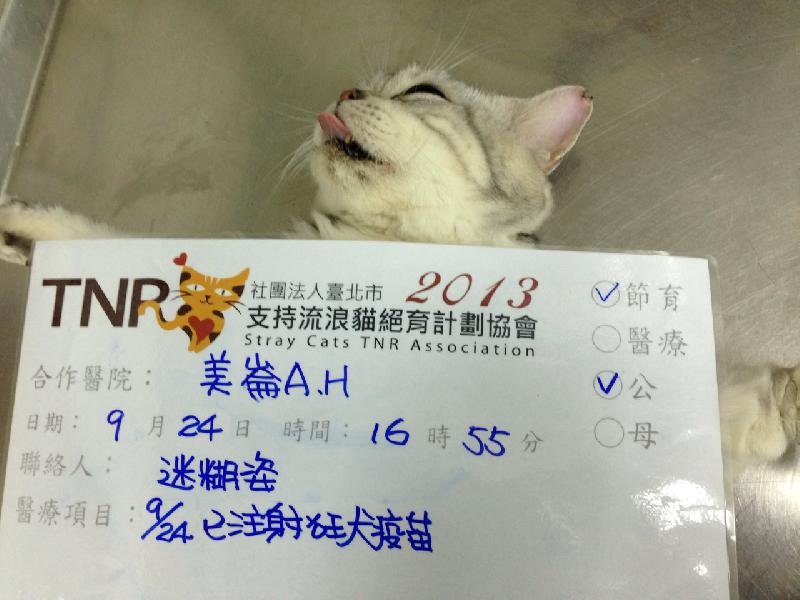 TNR 社團法人臺北市 2013
支持流浪貓絕育計劃協會
Stray Cats TNR Association
節育
醫療
公
母
合作醫院： 美崙A.H
日期： 9 月 24 日 時間： 16 時 55 分
聯絡人： 迷糊姿
醫療項目： 9/24 已注射狂犬疫苗